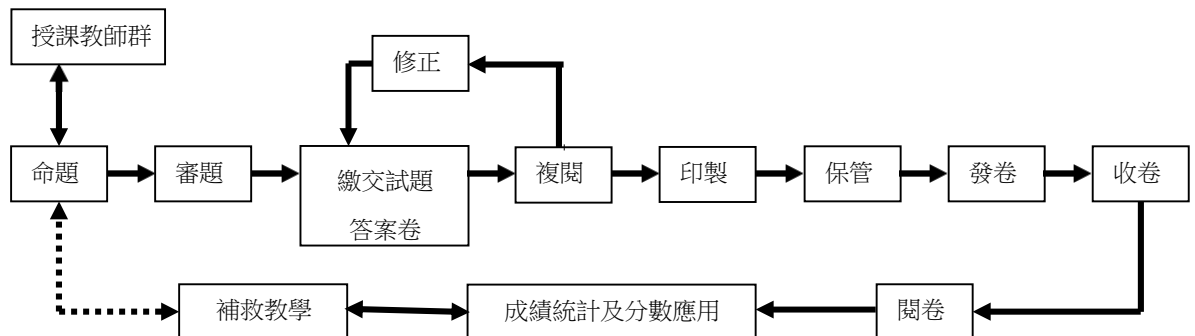 授課教師群
修正
命題
審題
繳交試題
答案卷
複閱
印製
保管
發卷
收卷
補救教學
成績統計及分數應用
閱卷